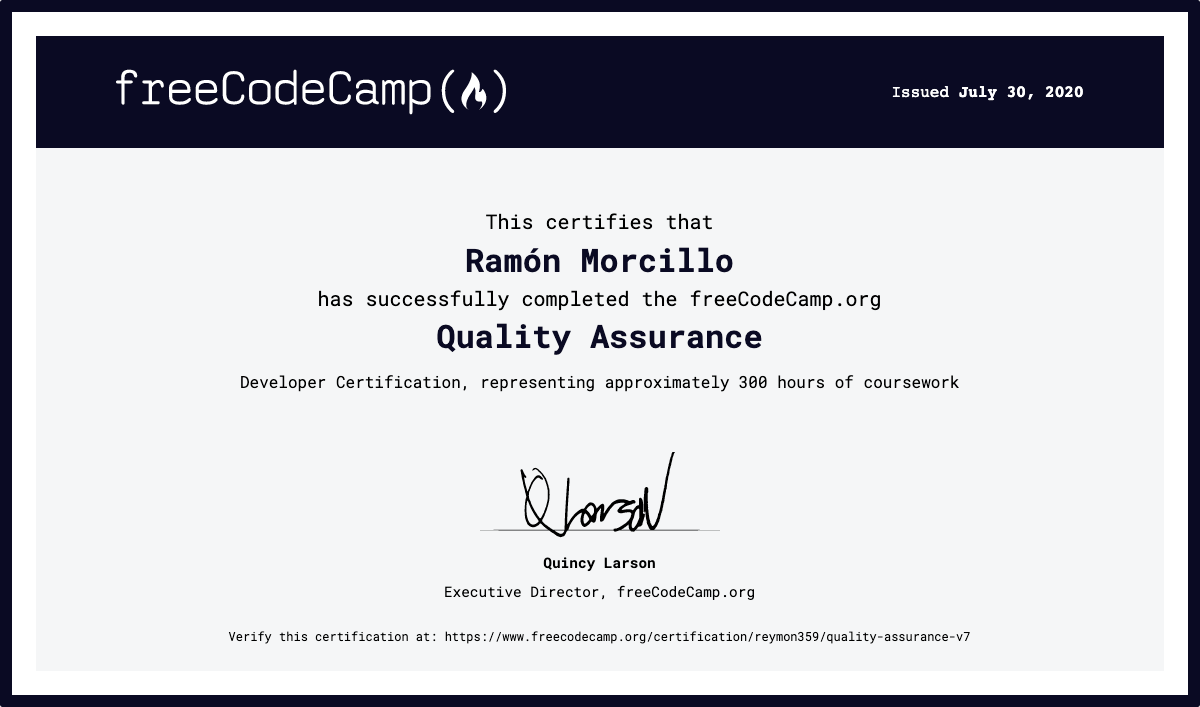 freeCodeCamp
Issued July 30, 2020
This certifies that
Ramón Morcillo
has successfully completed the freeCodeCamp.org
Quality Assurance
Developer Certification, representing approximately 300 hours of coursework
Q Larson
Quincy Larson
Executive Director, freeCodeCamp.org
Verify this certification at: https://www.freecodecamp.org/certification/reymon359/quality-assurance-v7